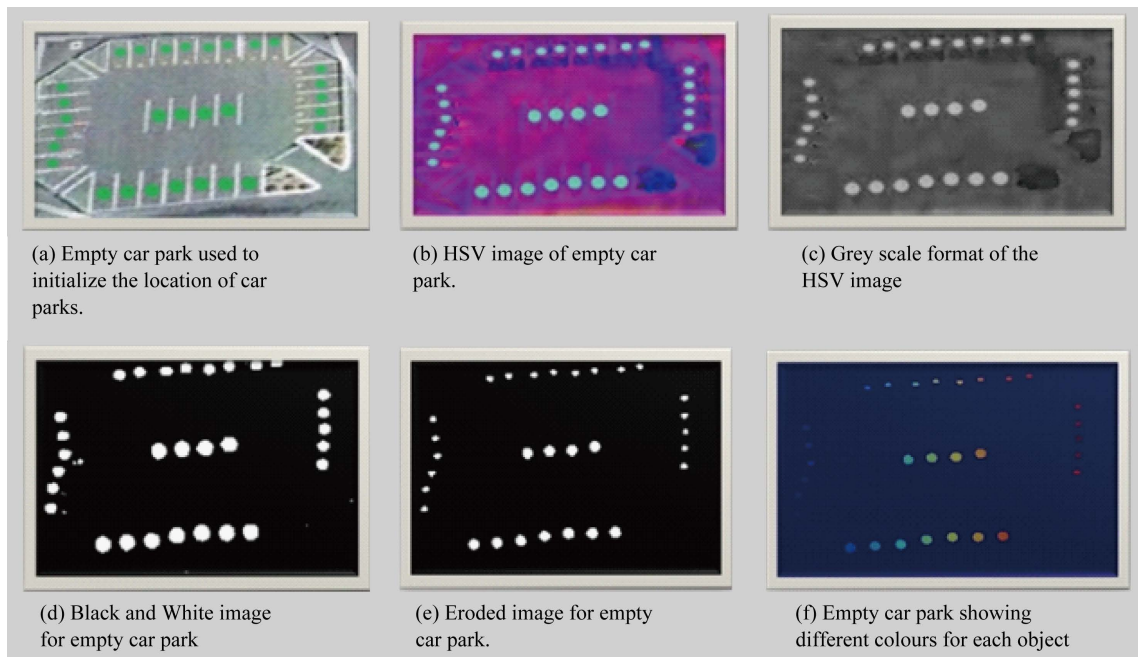 (a) Empty car park used to
initialize the location of car
parks.
(b) HSV image of empty car
park.
(c) Grey scale format of the
HSV image
(d) Black and White image
for empty car park
(e) Eroded image for empty
car park.
(f) Empty car park showing
different colours for each object